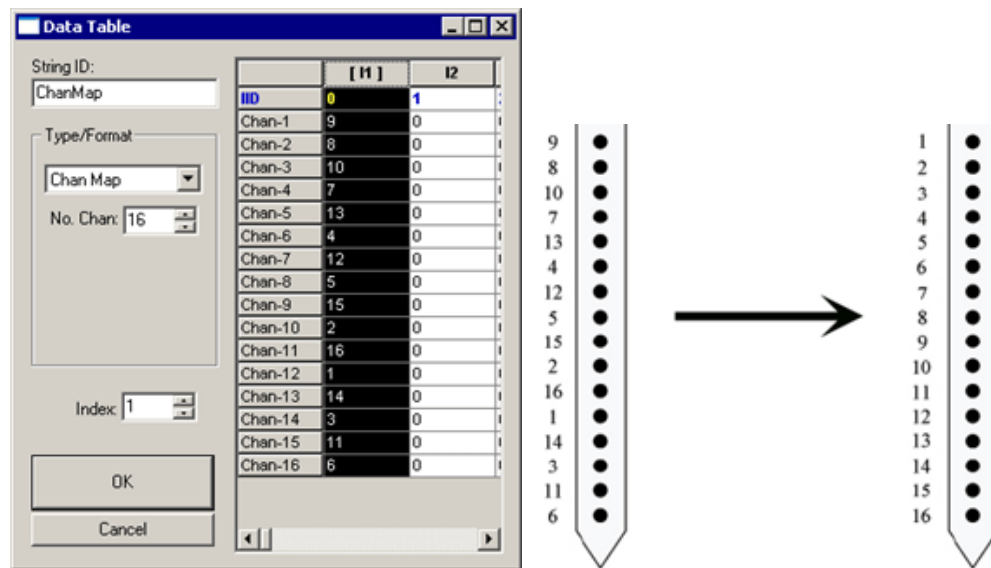 Data Table
String ID:
ChanMap
Type/Format
Chan Map
No. Chan: 16
Index: 1
OK
Cancel
[ I1 ] I2
IID 0 1
Chan-1 9 0
Chan-2 8 0
Chan-3 10 0
Chan-4 7 0
Chan-5 13 0
Chan-6 4 0
Chan-7 12 0
Chan-8 5 0
Chan-9 15 0
Chan-10 2 0
Chan-11 16 0
Chan-12 1 0
Chan-13 14 0
Chan-14 3 0
Chan-15 11 0
Chan-16 6 0
9
8
10
7
13
4
12
5
15
2
16
1
14
3
11
6
1
2
3
4
5
6
7
8
9
10
11
12
13
14
15
16